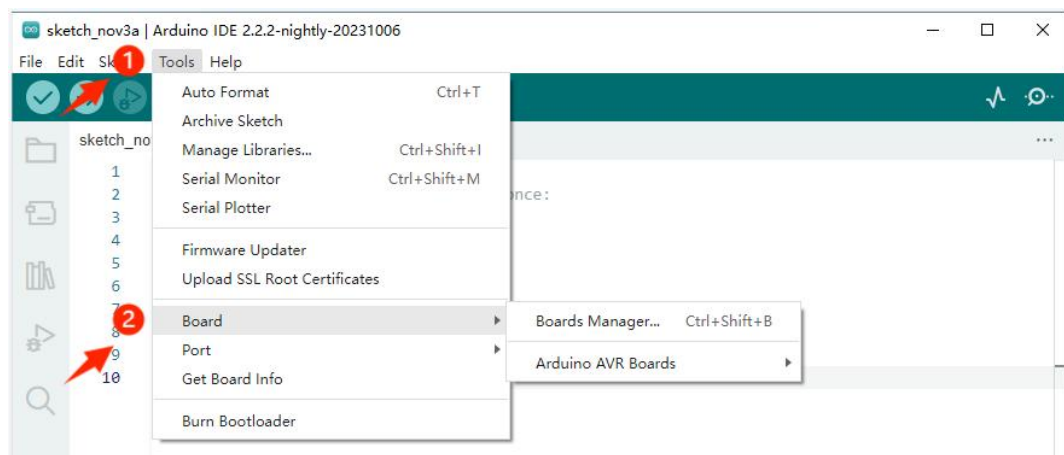 sketch_nov3a | Arduino IDE 2.2.2-nightly-20231006
File Edit Sk 1 Tools Help
Auto Format Ctrl+T
Archive Sketch
sketch_no
Manage Libraries... Ctrl+Shift+I
1
Serial Monitor Ctrl+Shift+M
2 once:
Serial Plotter
3
4
Firmware Updater
5
Upload SSL Root Certificates
6
7
2 Board Boards Manager... Ctrl+Shift+B
8
Port
9
Arduino AVR Boards
10 Get Board Info
Burn Bootloader